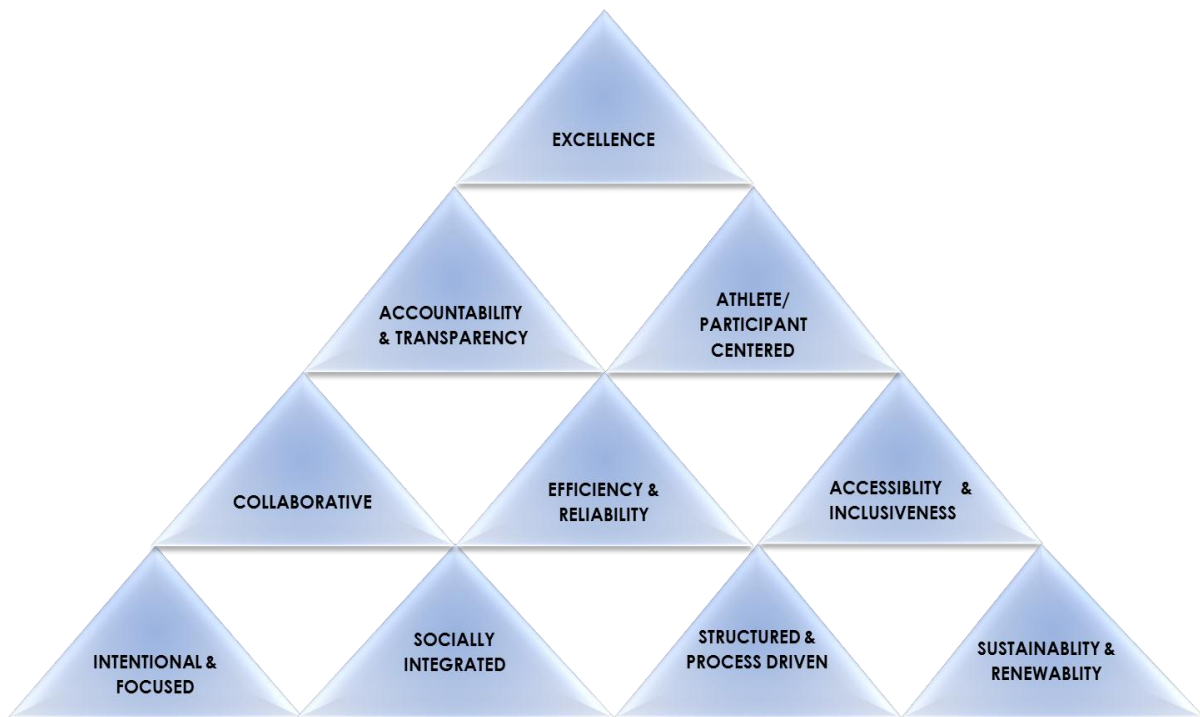 EXCELLENCE
ACCOUNTABILITY
& TRANSPARENCY
ATHLETE/
PARTICIPANT
CENTERED
COLLABORATIVE
EFFICIENCY &
RELIABILITY
ACCESSIBLITY &
INCLUSIVENESS
INTENTIONAL &
FOCUSED
SOCIALLY
INTEGRATED
STRUCTURED &
PROCESS DRIVEN
SUSTAINABLITY &
RENEWABLITY